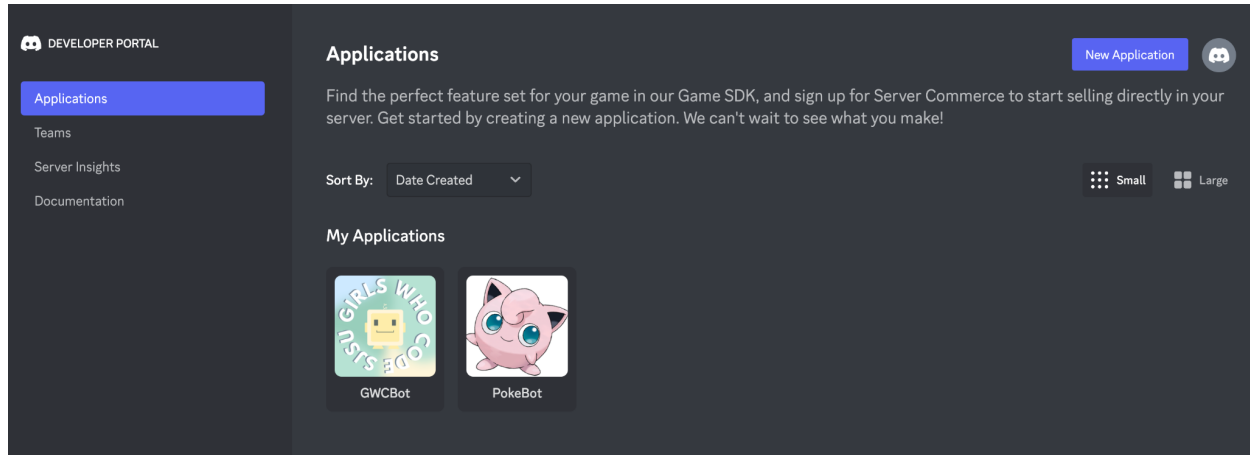 DEVELOPER PORTAL
Applications
Teams
Server Insights
Documentation
Applications
New Application
Find the perfect feature set for your game in our Game SDK, and sign up for Server Commerce to start selling directly in your
server. Get started by creating a new application. We can't wait to see what you make!
Sort By: Date Created
Small Large
My Applications
GIRLS WHO CODE SJSU
GWCBot
PokeBot